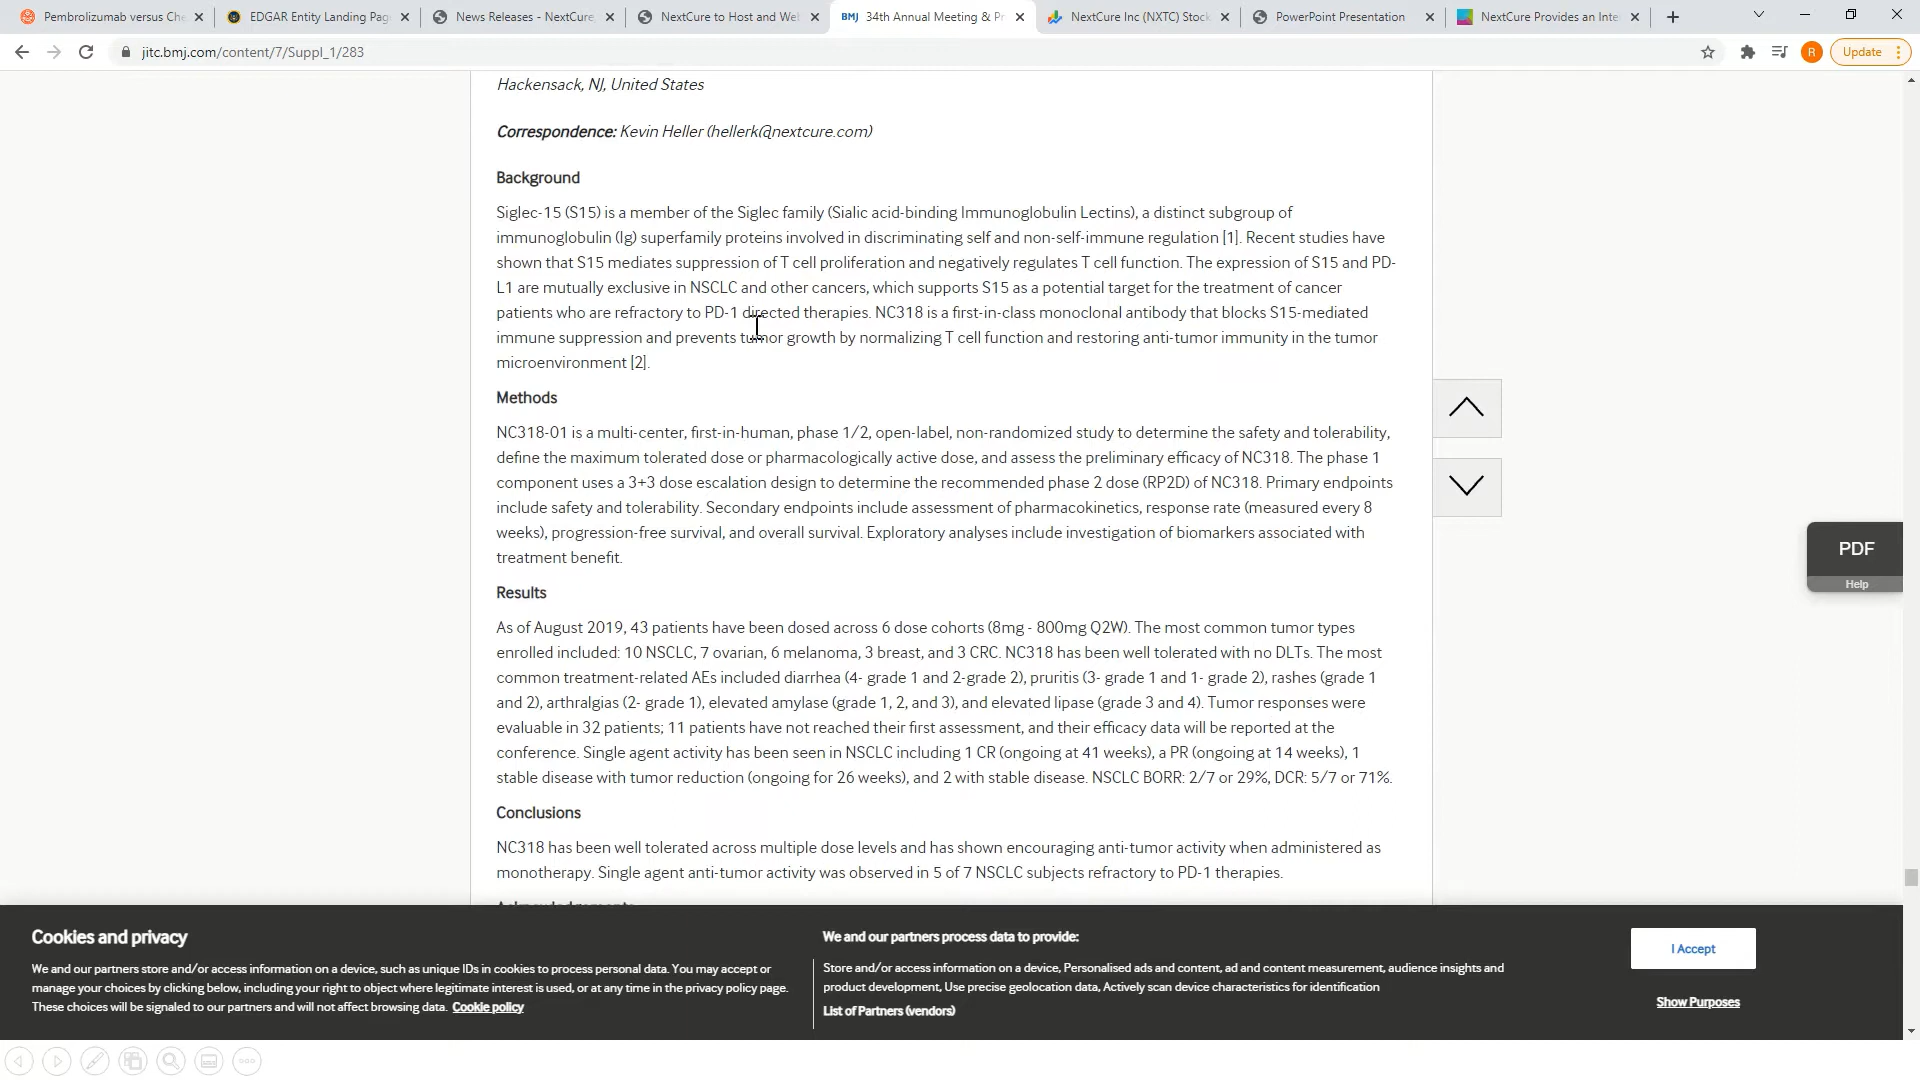 Pembrolizumab versus Che
EDGAR Entity Landing Pag
News Releases - NextCure,
NextCure to Host and Web
BMJ 34th Annual Meeting & Pr
NextCure Inc (NXTC) Stock
PowerPoint Presentation
NextCure Provides an Inte
jitc.bmj.com/content/7/Suppl_1/283
R
Update
Hackensack, NJ, United States
Correspondence: Kevin Heller (hellerk@nextcure.com)
Background
Siglec-15 (S15) is a member of the Siglec family (Sialic acid-binding Immunoglobulin Lectins), a distinct subgroup of
immunoglobulin (Ig) superfamily proteins involved in discriminating self and non-self-immune regulation [1]. Recent studies have
shown that S15 mediates suppression of T cell proliferation and negatively regulates T cell function. The expression of S15 and PD-
L1 are mutually exclusive in NSCLC and other cancers, which supports S15 as a potential target for the treatment of cancer
patients who are refractory to PD-1 directed therapies. NC318 is a first-in-class monoclonal antibody that blocks S15-mediated
immune suppression and prevents tumor growth by normalizing T cell function and restoring anti-tumor immunity in the tumor
microenvironment [2].
Methods
NC318-01 is a multi-center, first-in-human, phase 1/2, open-label, non-randomized study to determine the safety and tolerability,
define the maximum tolerated dose or pharmacologically active dose, and assess the preliminary efficacy of NC318. The phase 1
component uses a 3+3 dose escalation design to determine the recommended phase 2 dose (RP2D) of NC318. Primary endpoints
include safety and tolerability. Secondary endpoints include assessment of pharmacokinetics, response rate (measured every 8
weeks), progression-free survival, and overall survival. Exploratory analyses include investigation of biomarkers associated with
treatment benefit.
Results
As of August 2019, 43 patients have been dosed across 6 dose cohorts (8mg - 800mg Q2W). The most common tumor types
enrolled included: 10 NSCLC, 7 ovarian, 6 melanoma, 3 breast, and 3 CRC. NC318 has been well tolerated with no DLTs. The most
common treatment-related AEs included diarrhea (4- grade 1 and 2-grade 2), pruritis (3- grade 1 and 1- grade 2), rashes (grade 1
and 2), arthralgias (2- grade 1), elevated amylase (grade 1, 2, and 3), and elevated lipase (grade 3 and 4). Tumor responses were
evaluable in 32 patients; 11 patients have not reached their first assessment, and their efficacy data will be reported at the
conference. Single agent activity has been seen in NSCLC including 1 CR (ongoing at 41 weeks), a PR (ongoing at 14 weeks), 1
stable disease with tumor reduction (ongoing for 26 weeks), and 2 with stable disease. NSCLC BORR: 2/7 or 29%, DCR: 5/7 or 71%.
Conclusions
NC318 has been well tolerated across multiple dose levels and has shown encouraging anti-tumor activity when administered as
monotherapy. Single agent anti-tumor activity was observed in 5 of 7 NSCLC subjects refractory to PD-1 therapies.
PDF
Help
Cookies and privacy
We and our partners store and/or access information on a device, such as unique IDs in cookies to process personal data. You may accept or
manage your choices by clicking below, including your right to object where legitimate interest is used, or at any time in the privacy policy page.
These choices will be signaled to our partners and will not affect browsing data. Cookie policy
We and our partners process data to provide:
Store and/or access information on a device, Personalised ads and content, ad and content measurement, audience insights and
product development, Use precise geolocation data, Actively scan device characteristics for identification
List of Partners (vendors)
I Accept
Show Purposes